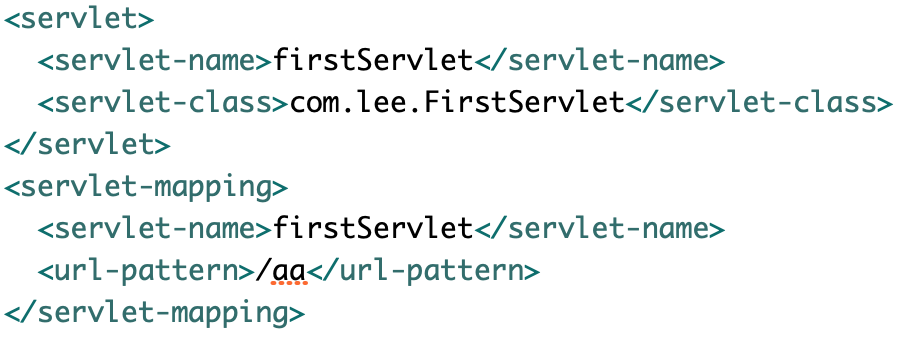 <servlet>
  <servlet-name>firstServlet</servlet-name>
  <servlet-class>com.lee.FirstServlet</servlet-class>
</servlet>
<servlet-mapping>
  <servlet-name>firstServlet</servlet-name>
  <url-pattern>/aa</url-pattern>
</servlet-mapping>